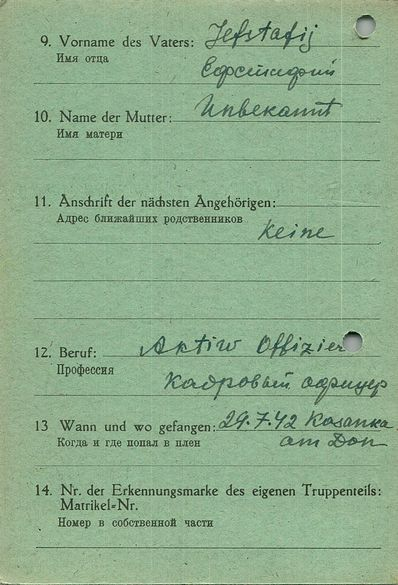 9. Vorname des Vaters: Jefstafij
Имя отца
Евстафий
10. Name der Mutter: Unbekannt
Имя матери
11. Anschrift der nächsten Angehörigen:
Адрес ближайших родственников
keine
12. Beruf: Aktiw Offizier
Профессия
Кадровый офицер
13 Wann und wo gefangen: 29.7.42 Kasanka
Когда и где попал в плен am Don
14. Nr. der Erkennungsmarke des eigenen Truppenteils:
Matrikel=Nr.
Номер в собственной части